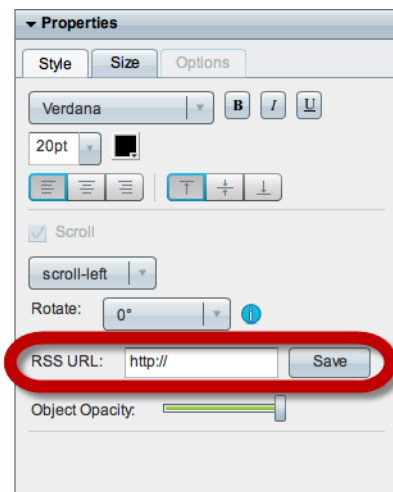 Properties
Style Size Options
Verdana B I U
20pt
Scroll
scroll-left
Rotate: 0° i
RSS URL: http:// Save
Object Opacity: